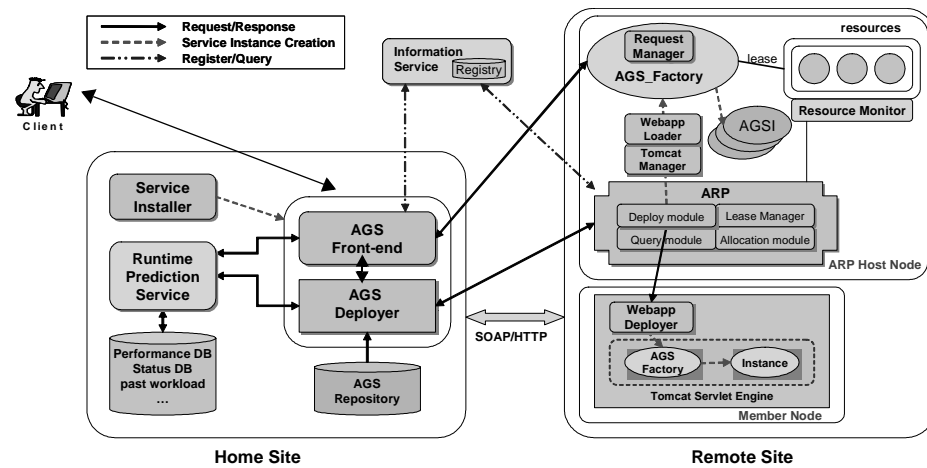 Request/Response
Service Instance Creation
Register/Query
Client
Information
Service
Registry
Request
Manager
AGS_Factory
lease
resources
Resource Monitor
Webapp
Loader
Tomcat
Manager
AGSI
ARP
Deploy module
Lease Manager
Query module
Allocation module
ARP Host Node
Service
Installer
AGS
Front-end
Runtime
Prediction
Service
AGS
Deployer
Performance DB
Status DB
past workload
…
AGS
Repository
SOAP/HTTP
Webapp
Deployer
AGS
Factory
Instance
Tomcat Servlet Engine
Member Node
Home Site
Remote Site